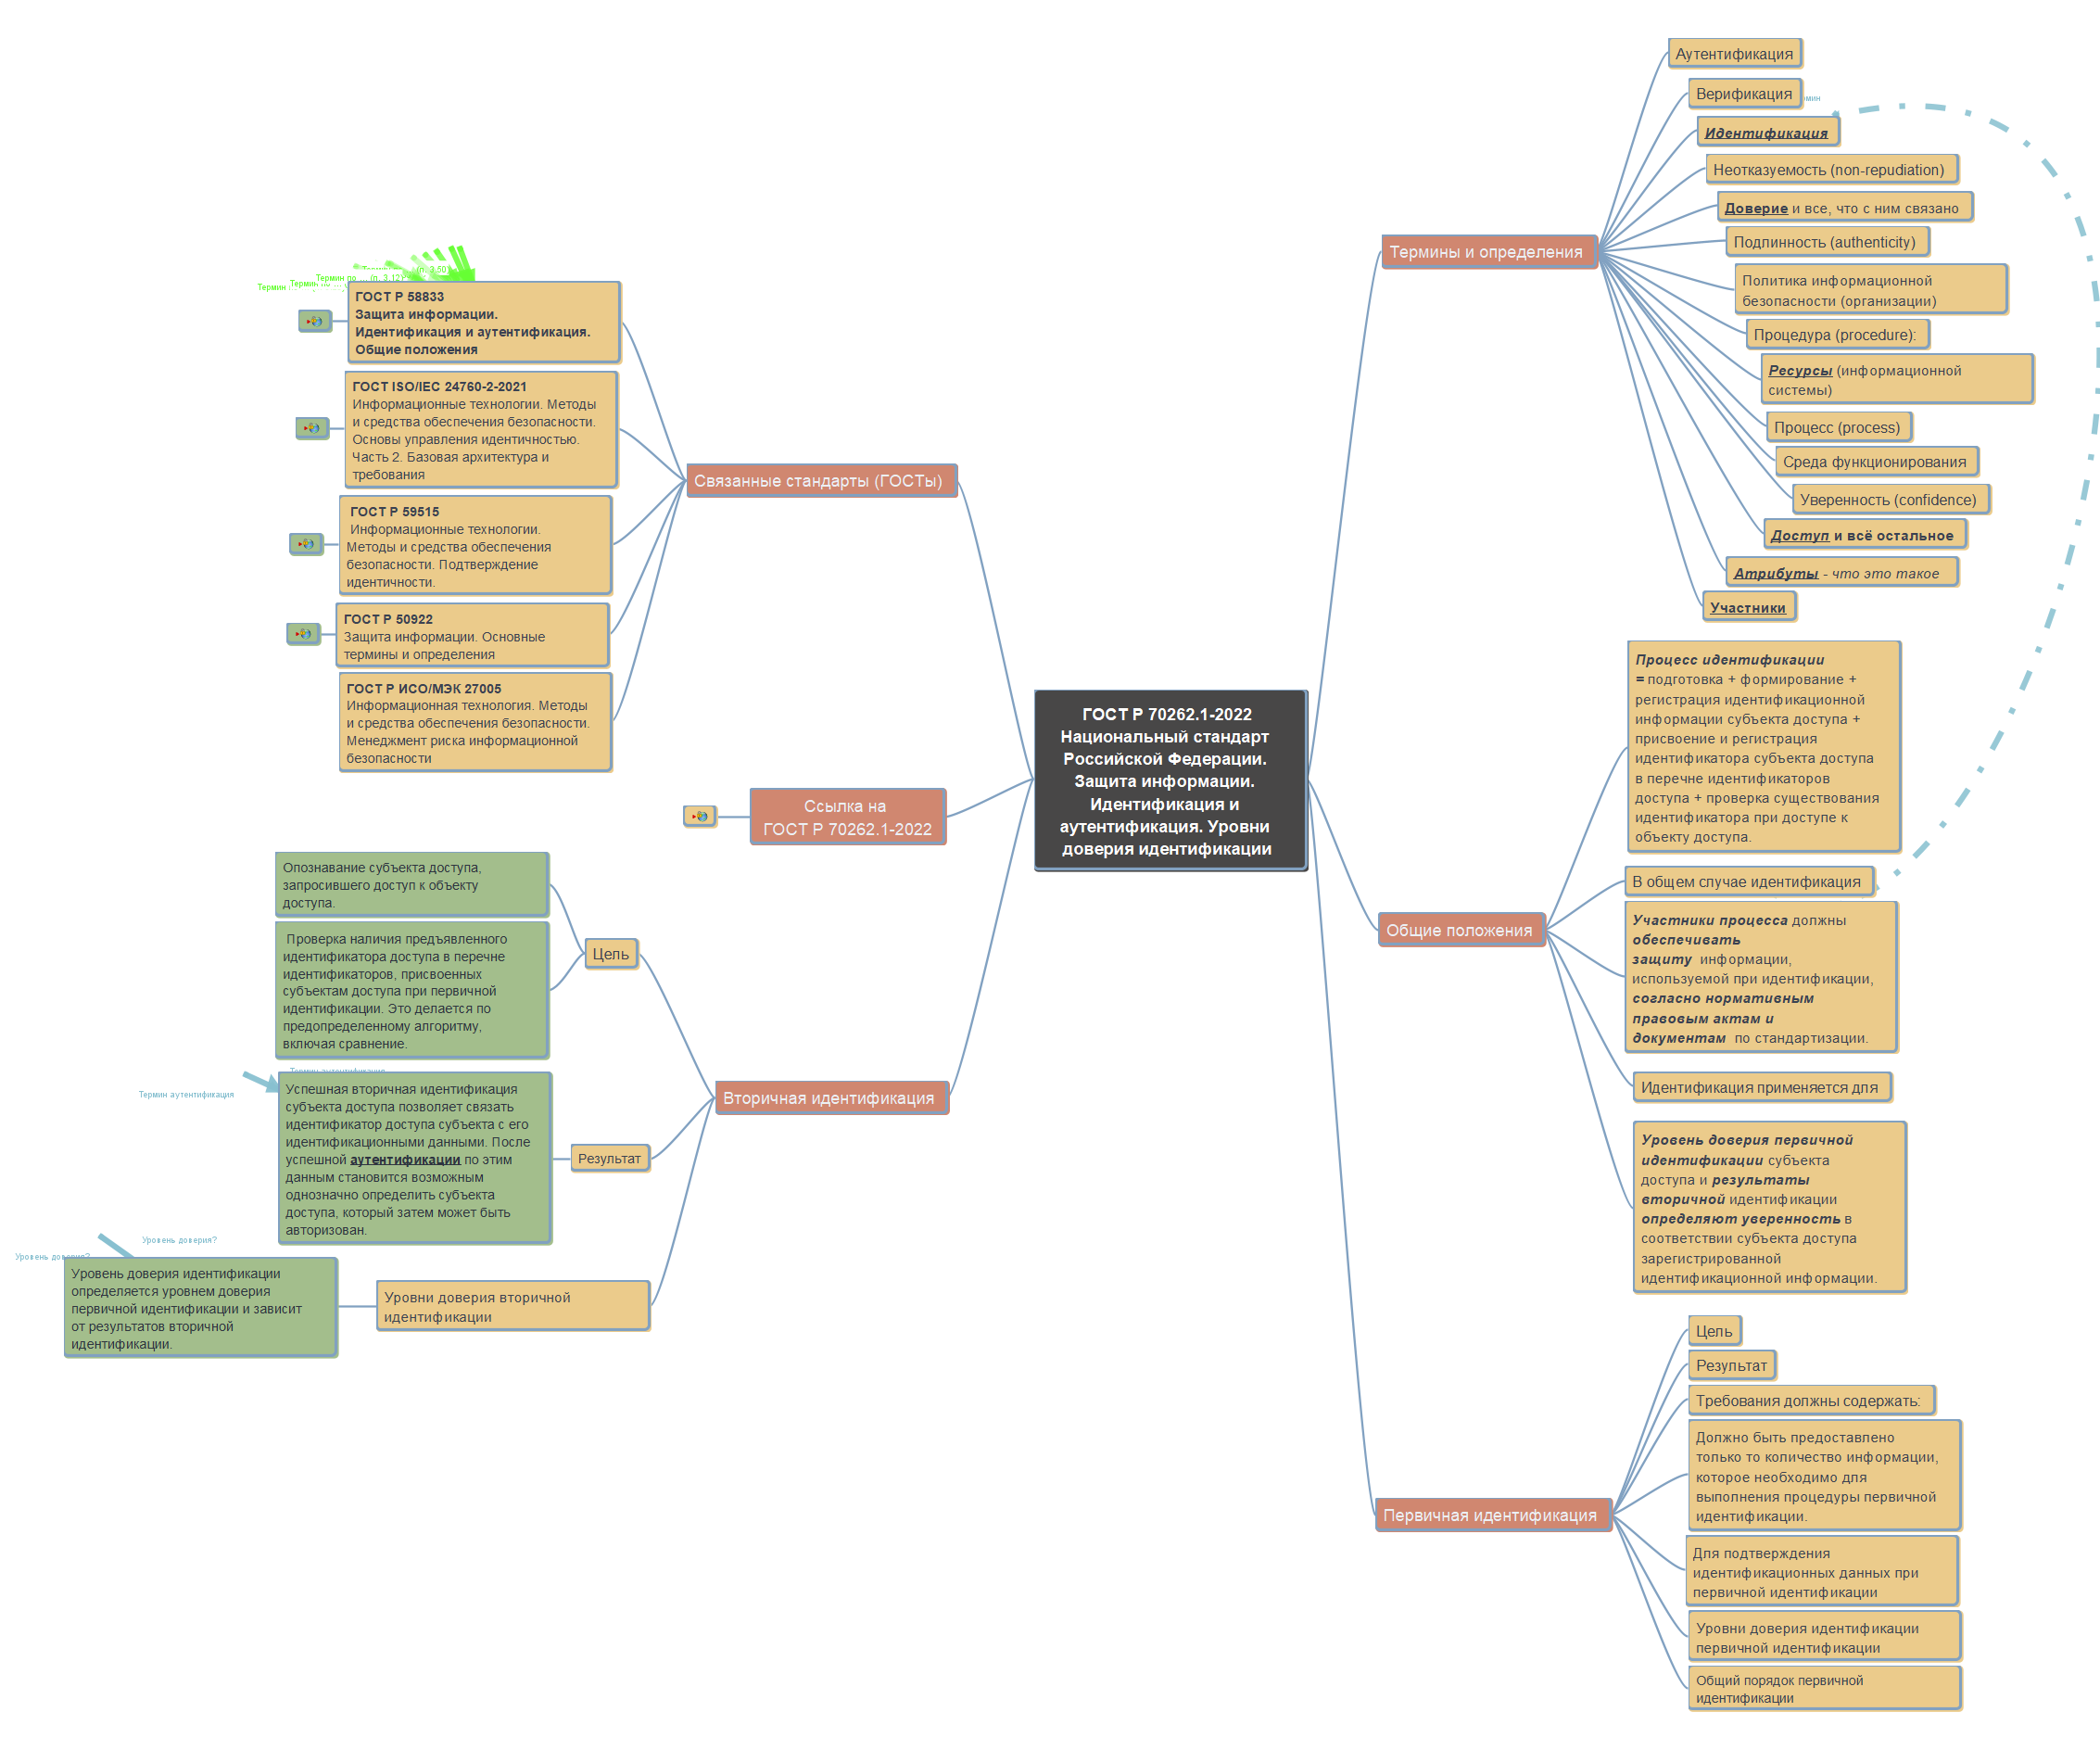 ГОСТ Р 70262.1-2022
Национальный стандарт
Российской Федерации.
Защита информации.
Идентификация и
аутентификация. Уровни
доверия идентификации
Термины и определения
Аутентификация
Верификация
Идентификация
Неотказуемость (non-repudiation)
Доверие и все, что с ним связано
Подлинность (authenticity)
Политика информационной
безопасности (организации)
Процедура (procedure):
Ресурсы (информационной
системы)
Процесс (process)
Среда функционирования
Уверенность (confidence)
Доступ и всё остальное
Атрибуты - что это такое
Участники
Общие положения
Процесс идентификации
= подготовка + формирование +
регистрация идентификационной
информации субъекта доступа +
присвоение и регистрация
идентификатора субъекта доступа
в перечне идентификаторов
доступа + проверка существования
идентификатора при доступе к
объекту доступа.
В общем случае идентификация
Участники процесса должны
обеспечивать
защиту информации,
используемой при идентификации,
согласно нормативным
правовым актам и
документам по стандартизации.
Идентификация применяется для
Уровень доверия первичной
идентификации субъекта
доступа и результаты
вторичной идентификации
определяют уверенность в
соответствии субъекта доступа
зарегистрированной
идентификационной информации.
Первичная идентификация
Цель
Результат
Требования должны содержать:
Должно быть предоставлено
только то количество информации,
которое необходимо для
выполнения процедуры первичной
идентификации.
Для подтверждения
идентификационных данных при
первичной идентификации
Уровни доверия идентификации
первичной идентификации
Общий порядок первичной
идентификации
Связанные стандарты (ГОСТы)
ГОСТ Р 58833
Защита информации.
Идентификация и аутентификация.
Общие положения
ГОСТ ISO/IEC 24760-2-2021
Информационные технологии. Методы
и средства обеспечения безопасности.
Основы управления идентичностью.
Часть 2. Базовая архитектура и
требования
ГОСТ Р 59515
Информационные технологии.
Методы и средства обеспечения
безопасности. Подтверждение
идентичности.
ГОСТ Р 50922
Защита информации. Основные
термины и определения
ГОСТ Р ИСО/МЭК 27005
Информационная технология. Методы
и средства обеспечения безопасности.
Менеджмент риска информационной
безопасности
Ссылка на
ГОСТ Р 70262.1-2022
Вторичная идентификация
Цель
Опознавание субъекта доступа,
запросившего доступ к объекту
доступа.
Проверка наличия предъявленного
идентификатора доступа в перечне
идентификаторов, присвоенных
субъектам доступа при первичной
идентификации. Это делается по
предопределенному алгоритму,
включая сравнение.
Результат
Термин аутентификация
Успешная вторичная идентификация
субъекта доступа позволяет связать
идентификатор доступа субъекта с его
идентификационными данными. После
успешной аутентификации по этим
данным становится возможным
однозначно определить субъекта
доступа, который затем может быть
авторизован.
Уровни доверия вторичной
идентификации
Уровень доверия?
Уровень доверия?
Уровень доверия идентификации
определяется уровнем доверия
первичной идентификации и зависит
от результатов вторичной
идентификации.